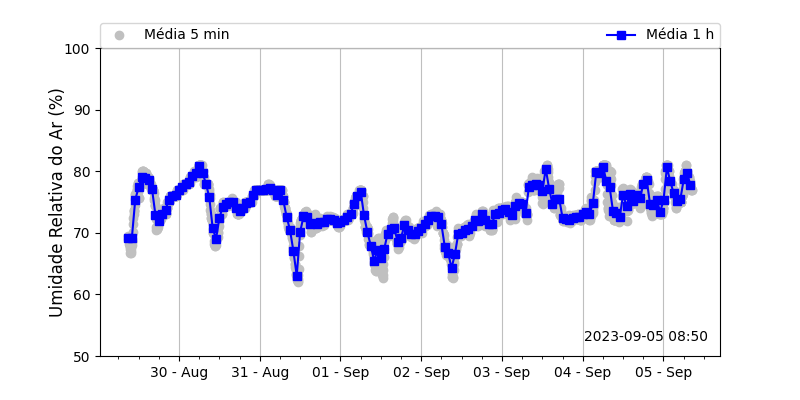 Média 5 min
Média 1 h
Umidade Relativa do Ar (%)
100
90
80
70
60
50
2023-09-05 08:50
30 - Aug
31 - Aug
01 - Sep
02 - Sep
03 - Sep
04 - Sep
05 - Sep